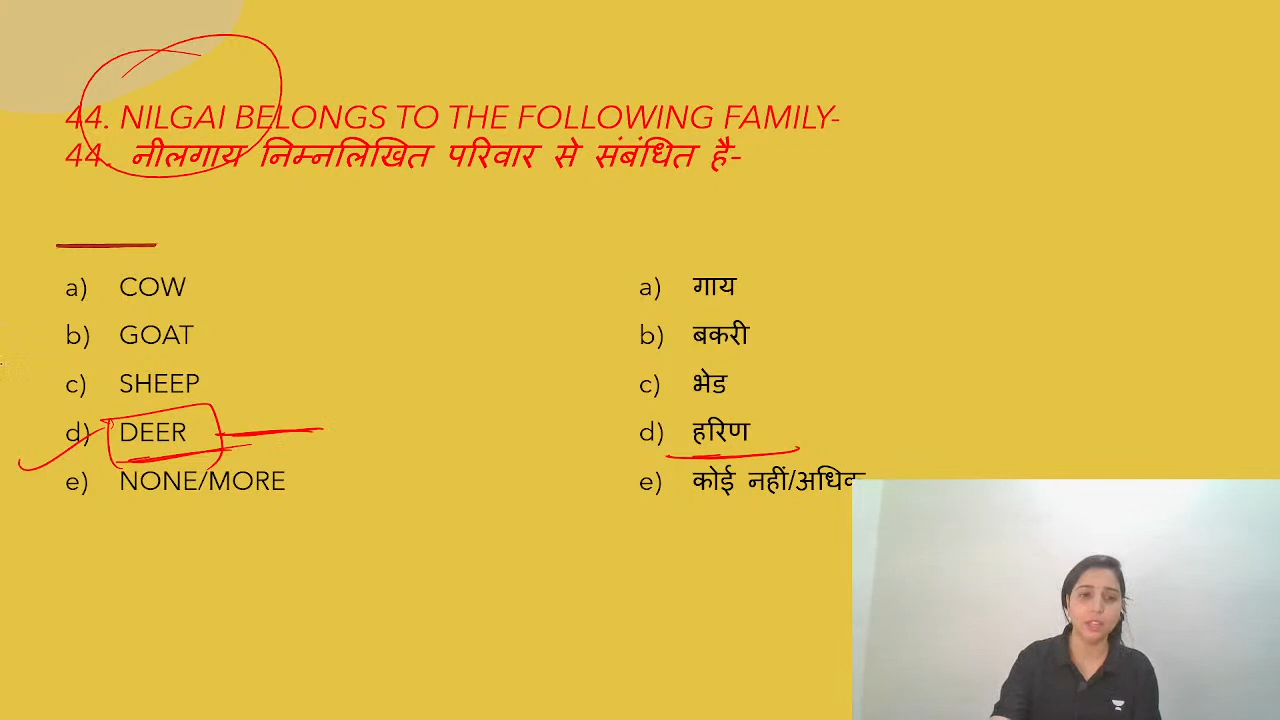 44. NILGAI BELONGS TO THE FOLLOWING FAMILY-
44. नीलगाय निम्नलिखित परिवार से संबंधित है-
a) COW
b) GOAT
c) SHEEP
d) DEER
e) NONE/MORE
a) गाय
b) बकरी
c) भेड
d) हरिण
e) कोई नहीं/अधिक